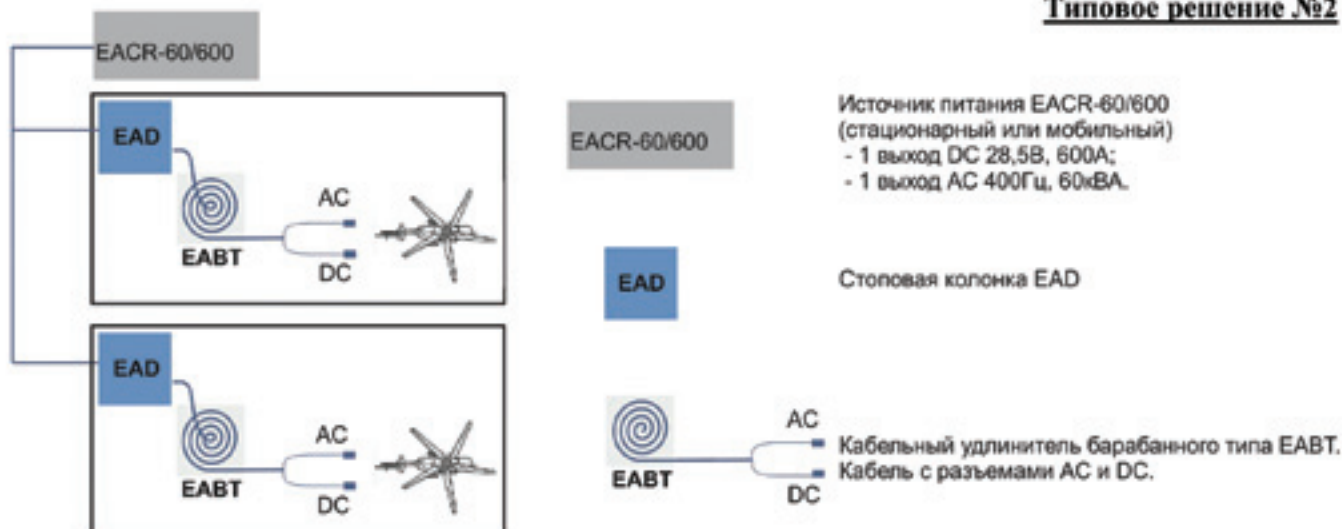 Типовое решение №2
EACR-60/600
EAD
EABT
AC
DC
EAD
EABT
AC
DC
EACR-60/600
Источник питания EACR-60/600
(стационарный или мобильный)
- 1 выход DC 28,5В, 600А;
- 1 выход AC 400Гц, 60кВА.
EAD
Стоповая колонка EAD
EABT
AC
DC
Кабельный удлинитель барабанного типа EABT.
Кабель с разъемами AC и DC.